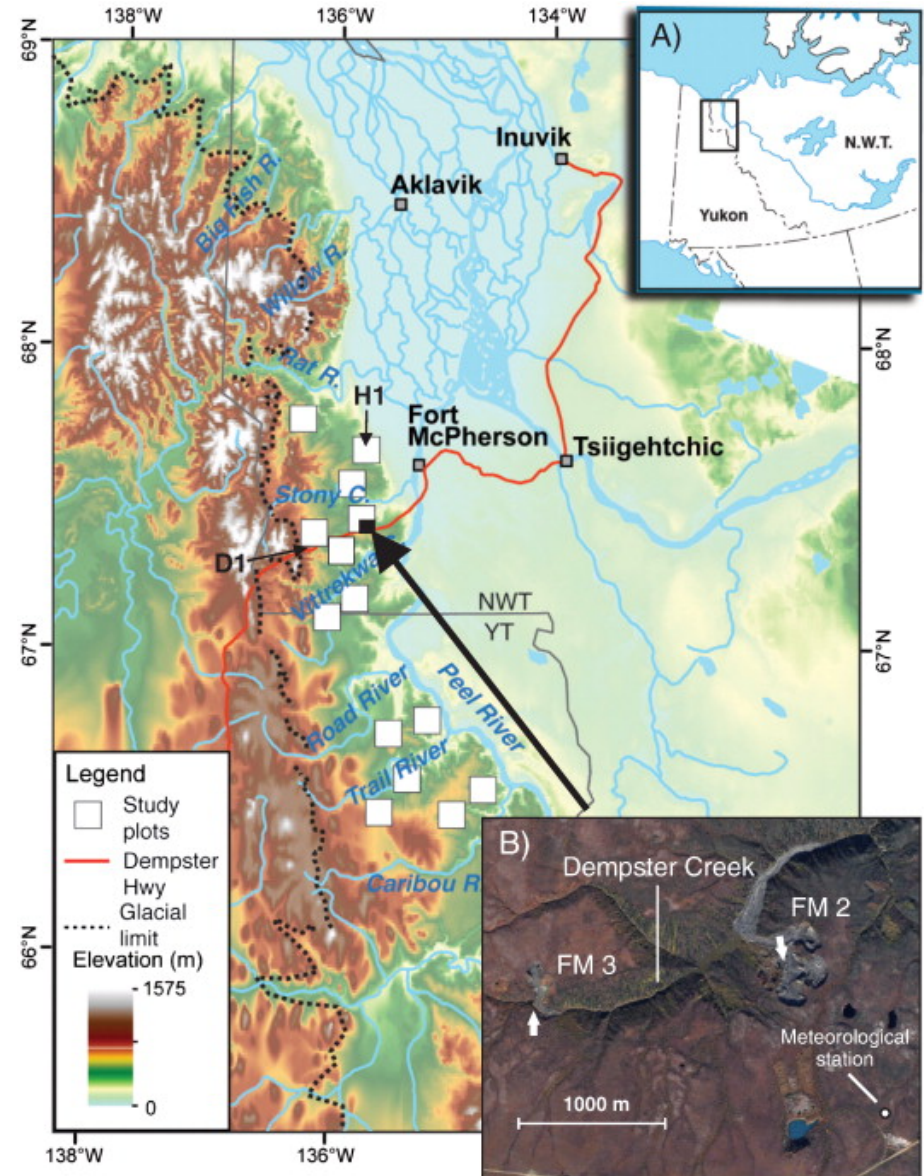 138°W
136°W
134°W
69°N
A)
N.W.T.
Yukon
Inuvik
Aklavik
Big Fish R.
Willow R.
68°N
68°N
Rat R.
H1
Fort
McPherson
Tsiigehtchic
Stony C.
D1
Vittrekwa
NWT
YT
67°N
67°N
Road River
Peel River
Trail River
Caribou R.
66°N
Legend
Study
plots
Dempster
Hwy
Glacial
limit
Elevation (m)
1575
0
B)
Dempster Creek
FM 2
FM 3
Meteorological
station
1000 m
138°W
136°W